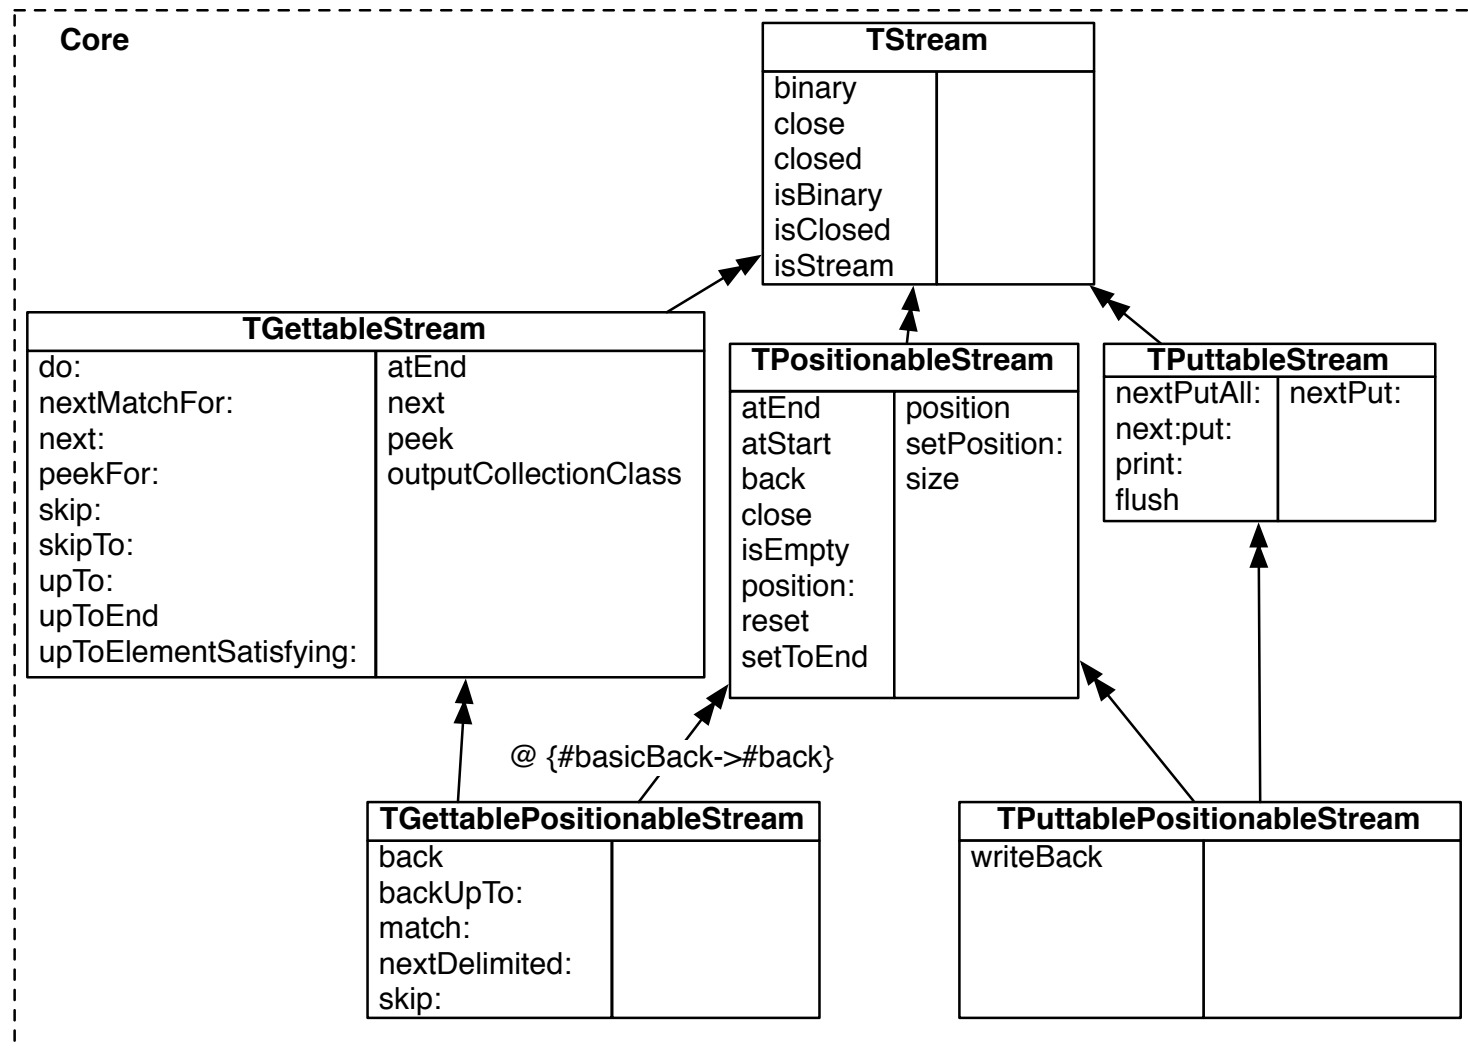 Core
TStream
binary
close
closed
isBinary
isClosed
isStream
TGettableStream
do:
nextMatchFor:
next:
peekFor:
skip:
skipTo:
upTo:
upToEnd
upToElementSatisfying:
atEnd
next
peek
outputCollectionClass
TPositionableStream
atEnd
atStart
back
close
isEmpty
position:
reset
setToEnd
position
setPosition:
size
TPuttableStream
nextPutAll:
next:put:
print:
flush
nextPut:
@ {#basicBack->#back}
TGettablePositionableStream
back
backUpTo:
match:
nextDelimited:
skip:
TPuttablePositionableStream
writeBack